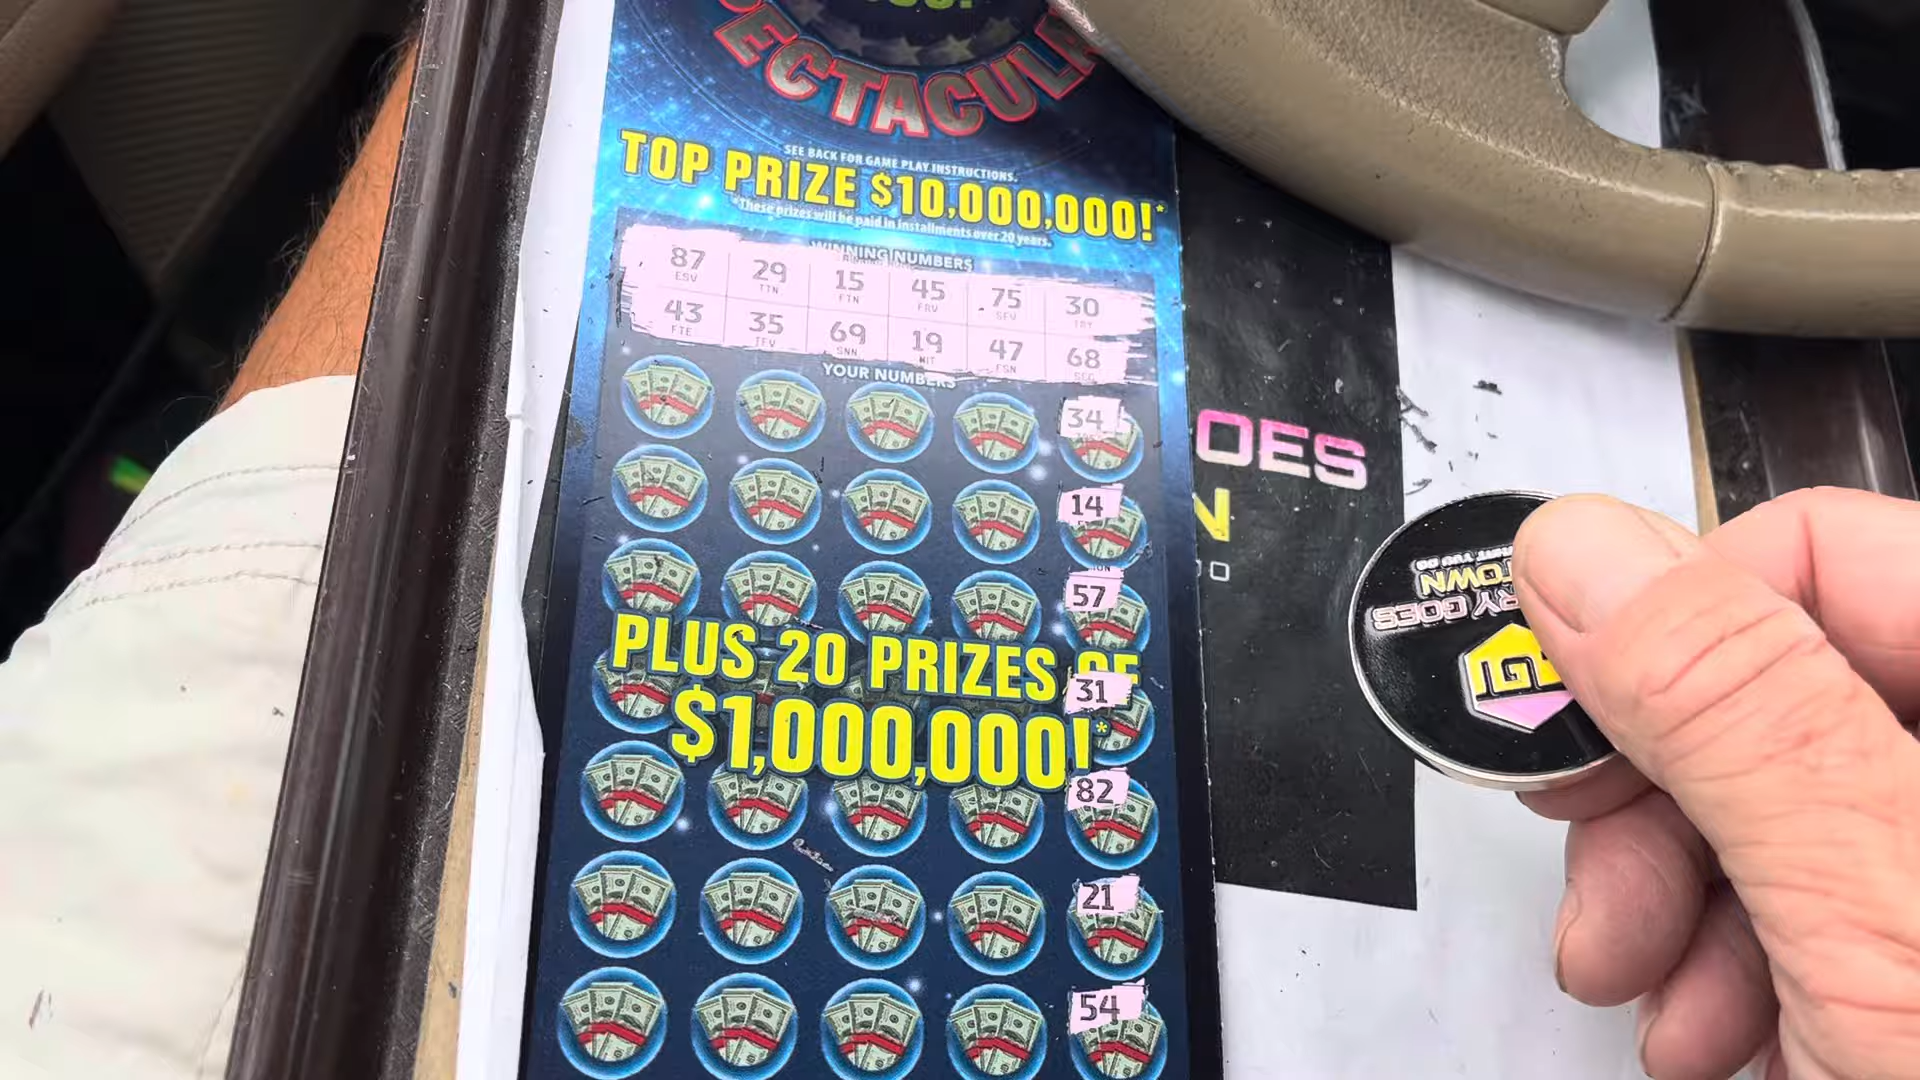 ECTACULA
SEE BACK FOR GAME PLAY INSTRUCTIONS.
TOP PRIZE $10,000,000!*
*These prizes will be paid in installments over 20 years.
WINNING NUMBERS
87 29 15 45 75 30
ESV TTN FTN FRV SEV TRY
43 35 69 19 47 68
FTE TFV SNN NIT FSN
YOUR NUMBERS
34
14
57
PLUS 20 PRIZES OF
31
$1,000,000!*
82
21
54
OES
N
TOWN
RY GOES